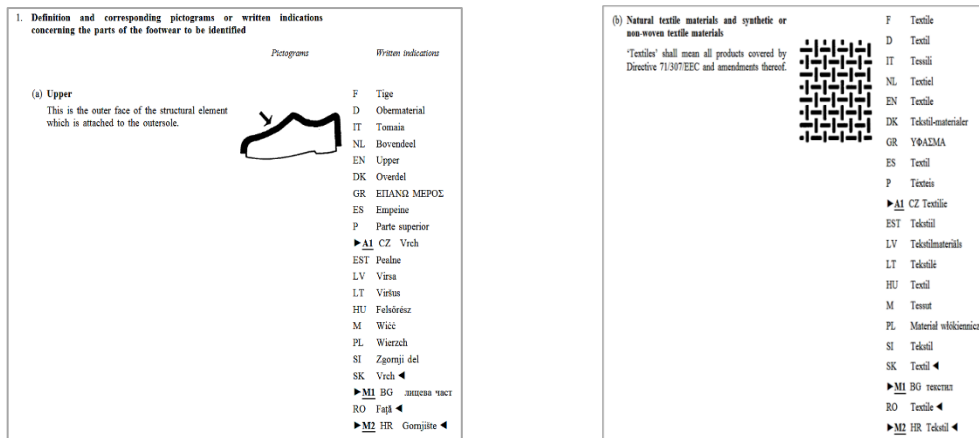 1. Definition and corresponding pictograms or written indications
concerning the parts of the footwear to be identified
Pictograms Written indications
(a) Upper
This is the outer face of the structural element
which is attached to the outersole.
F Tige
D Obermaterial
IT Tomaia
NL Bovendeel
EN Upper
DK Overdel
GR ΕΠΑΝΩ ΜΕΡΟΣ
ES Empeine
P Parte superior
►A1 CZ Vrch
EST Pealne
LV Virsa
LT Viršus
HU Felsőrész
M Wiċċ
PL Wierzch
SI Zgornji del
SK Vrch ◄
►M1 BG лицева част
RO Față ◄
►M2 HR Gornjište ◄
(b) Natural textile materials and synthetic or
non-woven textile materials
‘Textiles’ shall mean all products covered by
Directive 71/307/EEC and amendments thereof.
F Textile
D Textil
IT Tessili
NL Textiel
EN Textile
DK Tekstil-materialer
GR ΥΦΑΣΜΑ
ES Textil
P Têxteis
►A1 CZ Textilie
EST Tekstiil
LV Tekstilmateriāls
LT Tekstilė
HU Textil
M Tessut
PL Materiał włókiennicz
SI Tekstil
SK Textil ◄
►M1 BG текстил
RO Textile ◄
►M2 HR Tekstil ◄